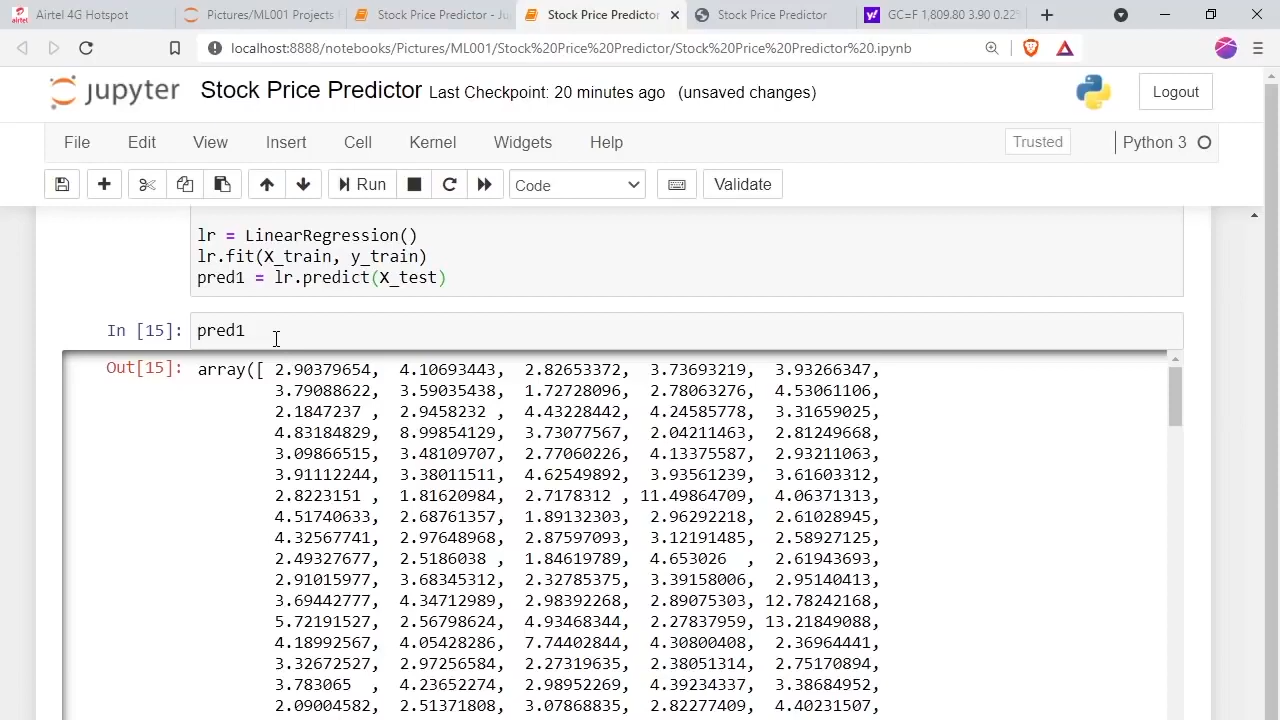 Airtel 4G Hotspot
Pictures/ML001 Projects
Stock Price Predictor - Ju
Stock Price Predictor
Stock Price Predictor
GC=F 1,809.80 3.90 0.22
localhost:8888/notebooks/Pictures/ML001/Stock%20Price%20Predictor/Stock%20Price%20Predictor%20.ipynb
jupyter Stock Price Predictor Last Checkpoint: 20 minutes ago (unsaved changes)
Logout
File Edit View Insert Cell Kernel Widgets Help
Trusted
Python 3
Run
Code
Validate
lr = LinearRegression()
lr.fit(X_train, y_train)
pred1 = lr.predict(X_test)
In [15]: pred1
Out[15]: array([ 2.90379654, 4.10693443, 2.82653372, 3.73693219, 3.93266347,
3.79088622, 3.59035438, 1.72728096, 2.78063276, 4.53061106,
2.1847237 , 2.9458232 , 4.43228442, 4.24585778, 3.31659025,
4.83184829, 8.99854129, 3.73077567, 2.04211463, 2.81249668,
3.09866515, 3.48109707, 2.77060226, 4.13375587, 2.93211063,
3.91112244, 3.38011511, 4.62549892, 3.93561239, 3.61603312,
2.8223151 , 1.81620984, 2.7178312 , 11.49864709, 4.06371313,
4.51740633, 2.68761357, 1.89132303, 2.96292218, 2.61028945,
4.32567741, 2.97648968, 2.87597093, 3.12191485, 2.58927125,
2.49327677, 2.5186038 , 1.84619789, 4.653026 , 2.61943693,
2.91015977, 3.68345312, 2.32785375, 3.39158006, 2.95140413,
3.69442777, 4.34712989, 2.98392268, 2.89075303, 12.78242168,
5.72191527, 2.56798624, 4.93468344, 2.27837959, 13.21849088,
4.18992567, 4.05428286, 7.74402844, 4.30800408, 2.36964441,
3.32672527, 2.97256584, 2.27319635, 2.38051314, 2.75170894,
3.783065 , 4.23652274, 2.98952269, 4.39234337, 3.38684952,
2.09004582, 2.51371808, 3.07868835, 2.82277409, 4.40231507,